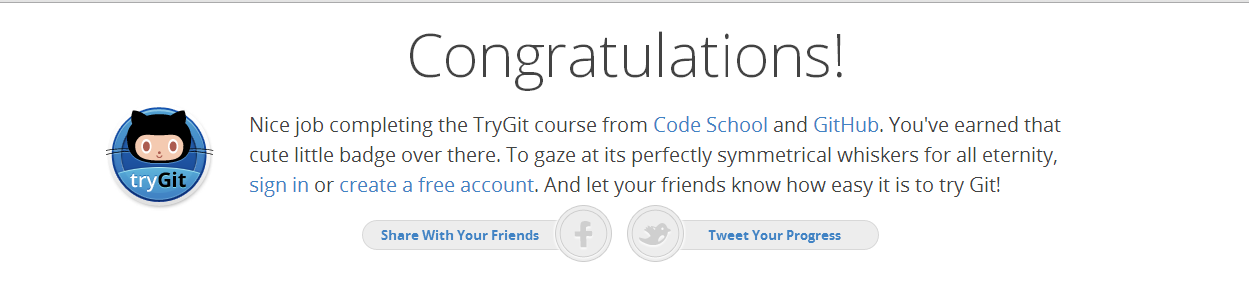 Congratulations!
Nice job completing the TryGit course from Code School and GitHub. You've earned that
cute little badge over there. To gaze at its perfectly symmetrical whiskers for all eternity,
sign in or create a free account. And let your friends know how easy it is to try Git!
tryGit
Share With Your Friends
Tweet Your Progress